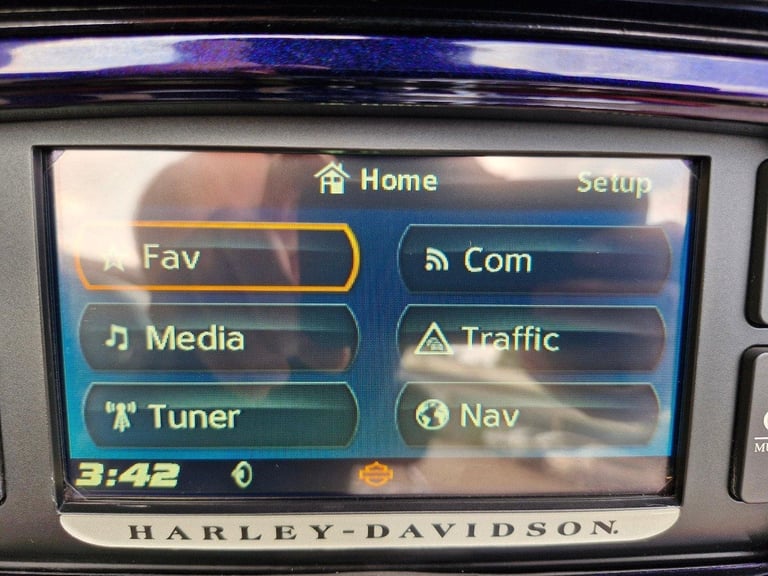 Home
Setup
Fav
Com
Media
Traffic
Tuner
Nav
3:42
HARLEY-DAVIDSON